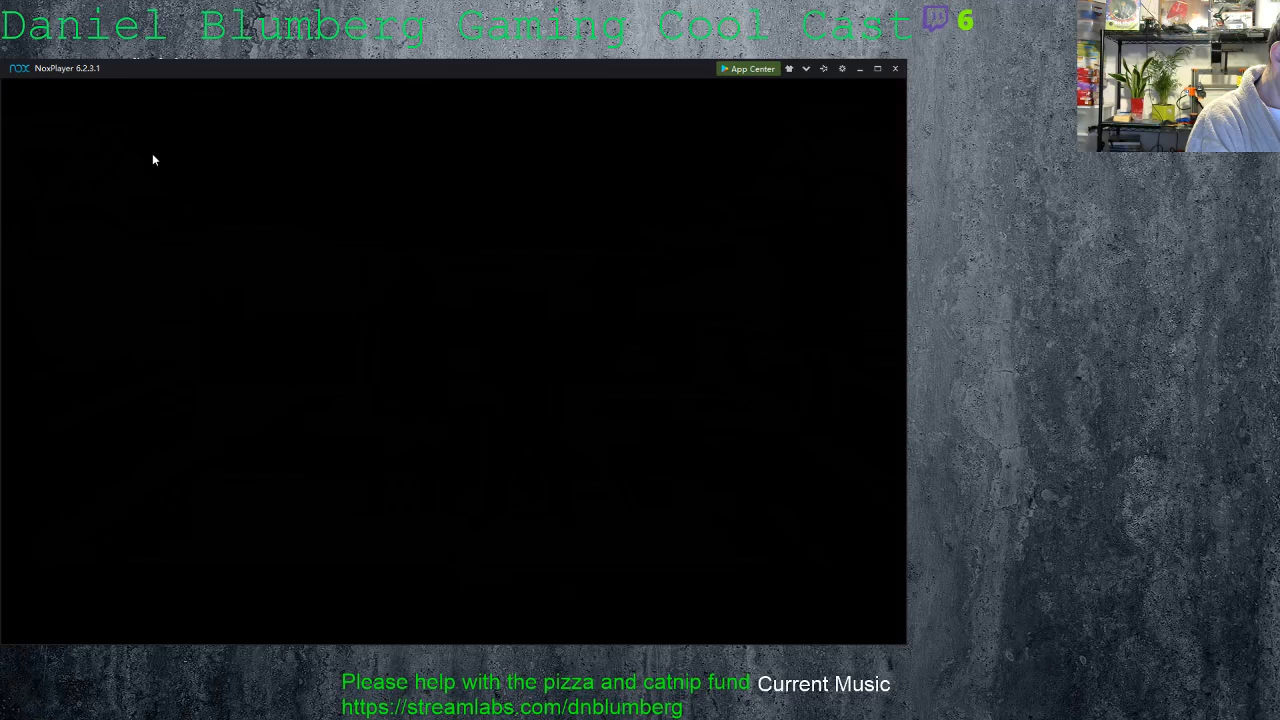 Daniel Blumberg Gaming Cool Cast 6
nox NoxPlayer 6.2.3.1 App Center
Please help with the pizza and catnip fund Current Music
https://streamlabs.com/dnblumberg